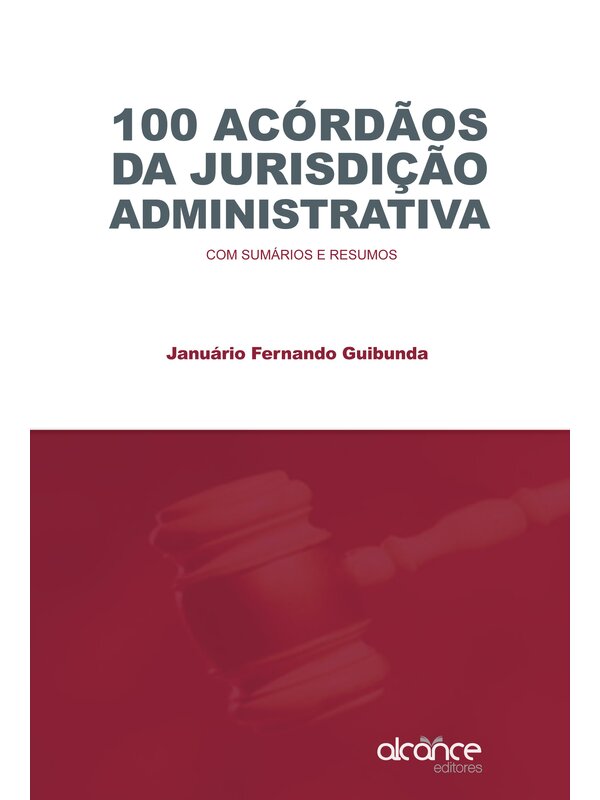 100 ACÓRDÃOS
DA JURISDIÇÃO
ADMINISTRATIVA
COM SUMÁRIOS E RESUMOS
Januário Fernando Guibunda
alcance
editores